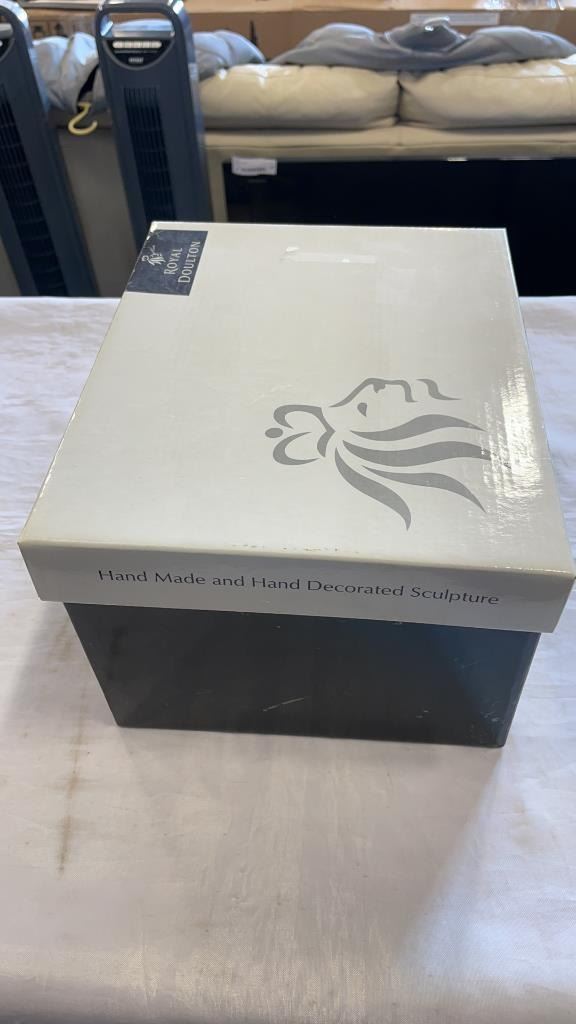 ROYAL
DOULTON
Hand Made and Hand Decorated Sculpture